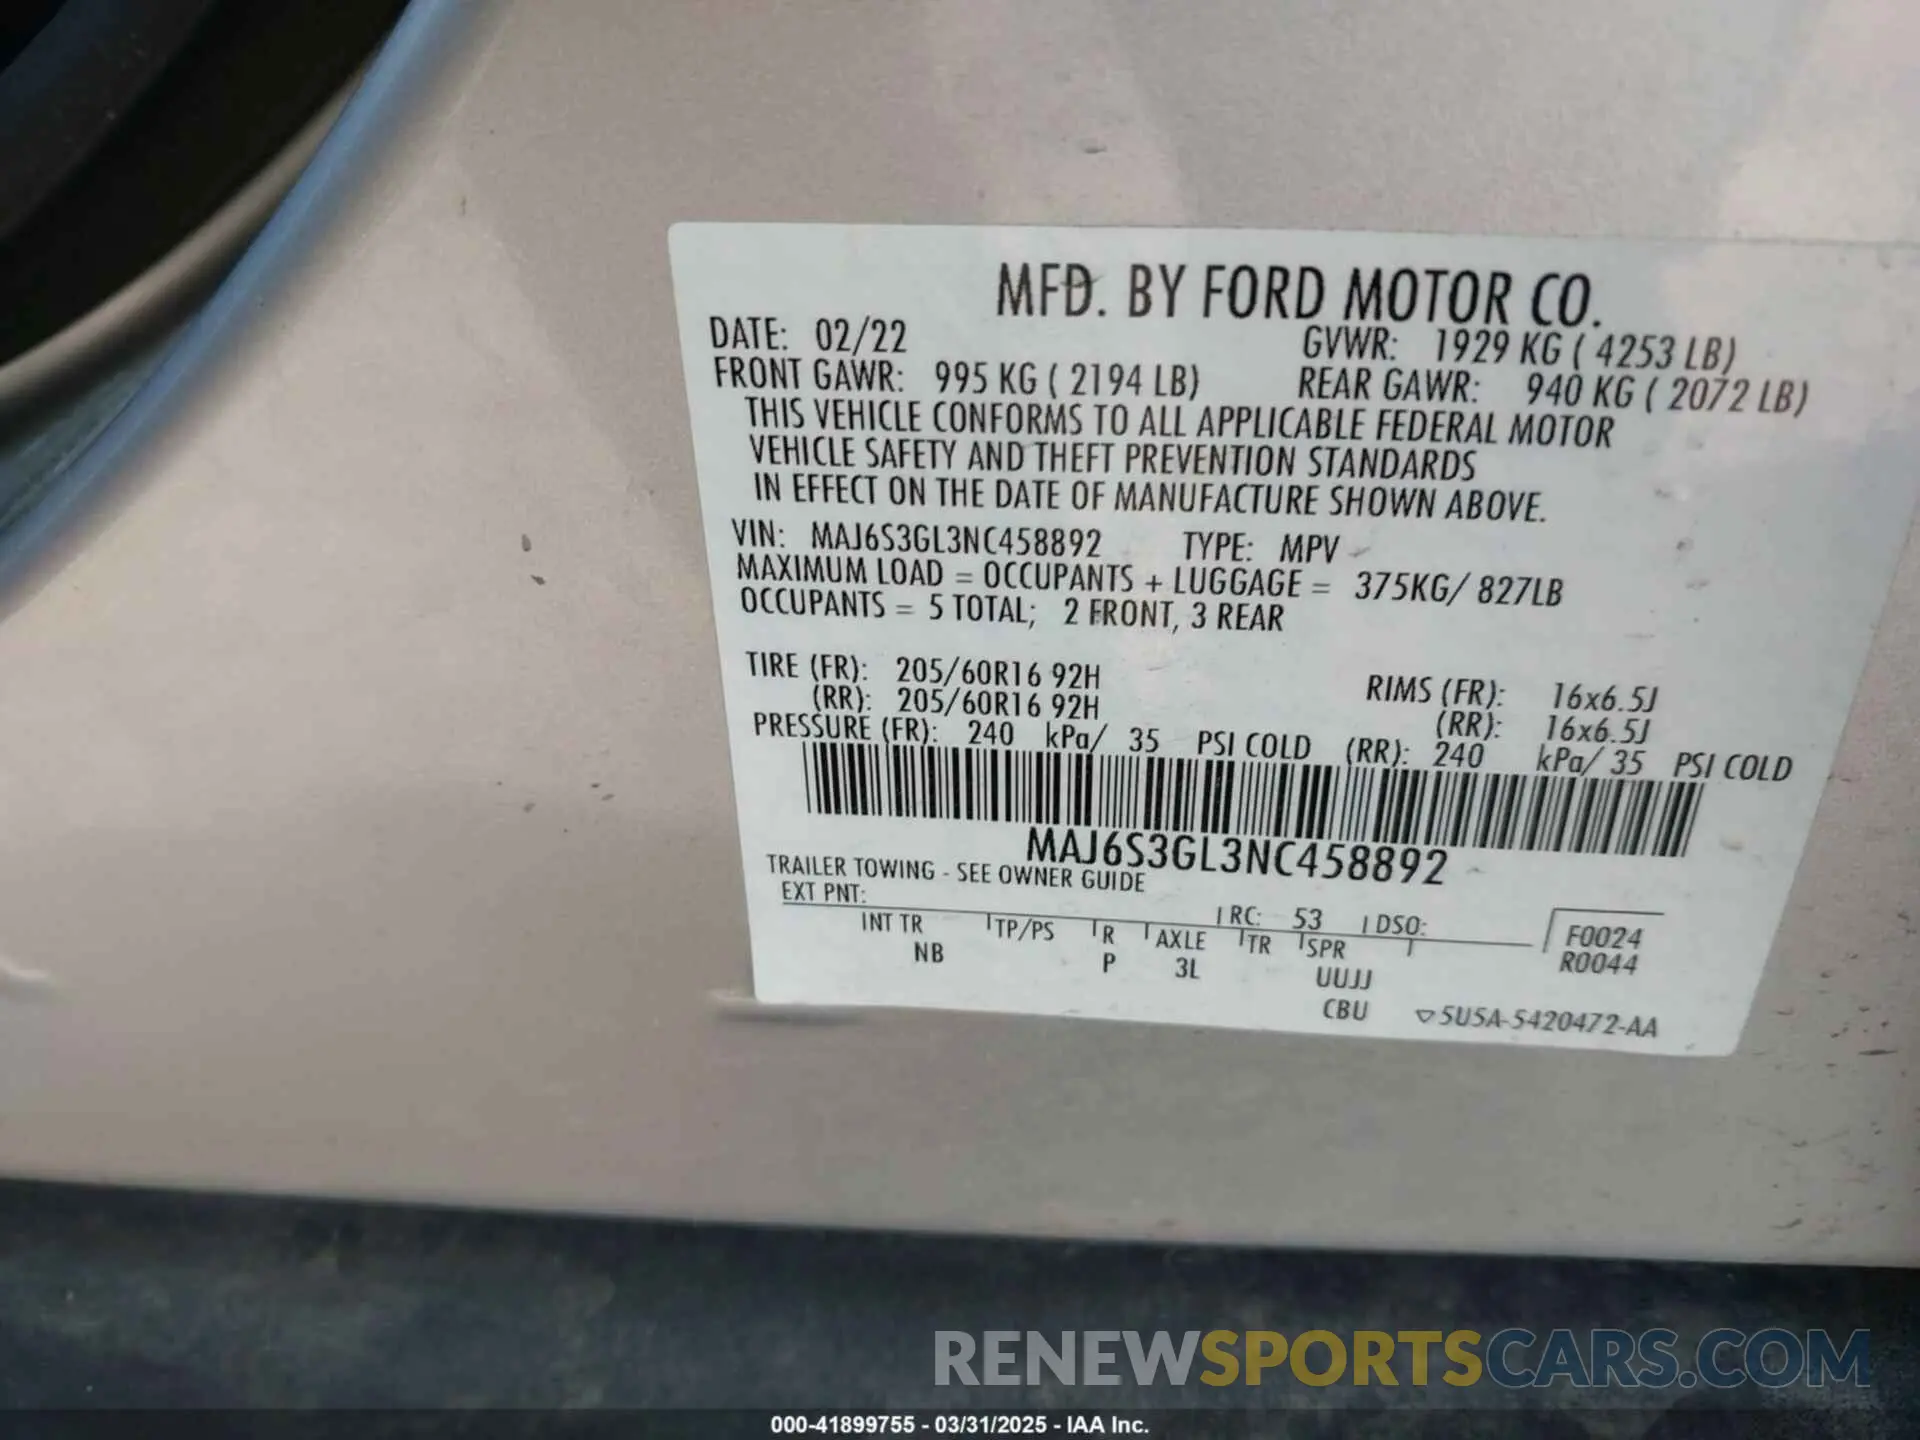 MFD. BY FORD MOTOR CO.
DATE: 02/22 GVWR: 1929 KG ( 4253 LB)
FRONT GAWR: 995 KG ( 2194 LB) REAR GAWR: 940 KG ( 2072 LB)
THIS VEHICLE CONFORMS TO ALL APPLICABLE FEDERAL MOTOR
VEHICLE SAFETY AND THEFT PREVENTION STANDARDS
IN EFFECT ON THE DATE OF MANUFACTURE SHOWN ABOVE.
VIN: MAJ6S3GL3NC458892 TYPE: MPV
MAXIMUM LOAD = OCCUPANTS + LUGGAGE = 375KG/ 827LB
OCCUPANTS = 5 TOTAL; 2 FRONT, 3 REAR
TIRE (FR): 205/60R16 92H RIMS (FR): 16x6.5J
(RR): 205/60R16 92H (RR): 16x6.5J
PRESSURE (FR): 240 kPa/ 35 PSI COLD (RR): 240 kPa/ 35 PSI COLD
MAJ6S3GL3NC458892
TRAILER TOWING - SEE OWNER GUIDE
EXT PNT: RC: 53 DSO:
INT TR TP/PS R AXLE TR SPR F0024
NB P 3L UUJJ R0044
CBU ▽5U5A-5420472-AA
RENEWSPORTSCARS.COM
000-41899755 - 03/31/2025 - IAA Inc.